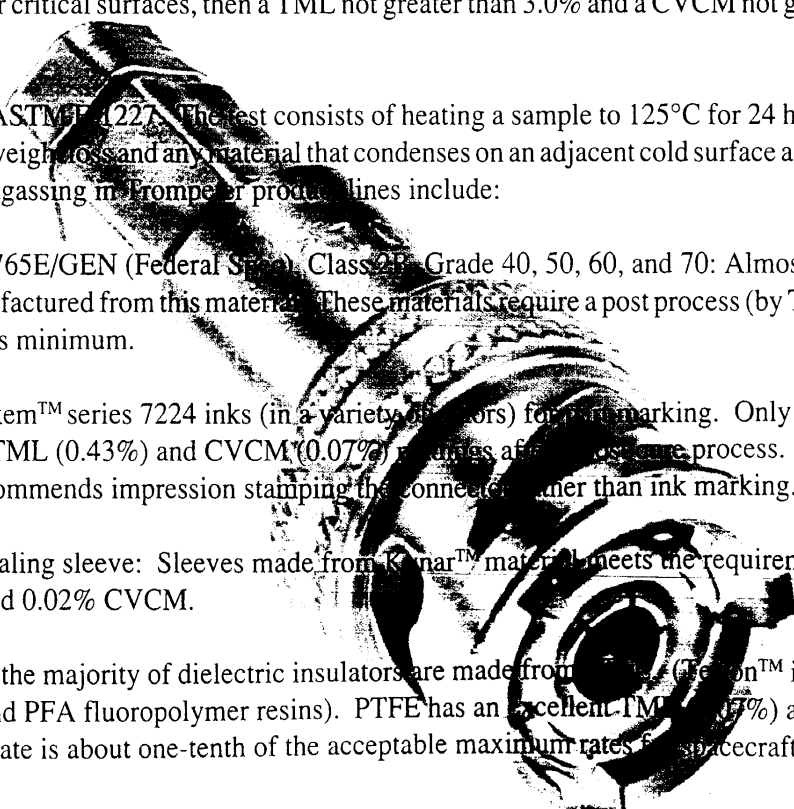 r critical surfaces, then a TML not greater than 3.0% and a CVCM not g
ASTM 1227. The test consists of heating a sample to 125°C for 24 h
weight loss and any material that condenses on an adjacent cold surface a
gassing in Trompeter product lines include:
765E/GEN (Federal Class Grade 40, 50, 60, and 70: Almos
factured from this material. These materials require a post process (by 7
s minimum.
tem™ series 7224 inks (in a variety of colors) for marking. Only
TML (0.43%) and CVCM (0.07%) process.
ommends impression stamping the connector rather than ink marking.
aling sleeve: Sleeves made from Kynar™ material meets the requiren
d 0.02% CVCM.
the majority of dielectric insulators are made from (Teflon™ i
d PFA fluoropolymer resins). PTFE has an excellent TML %) a
ate is about one-tenth of the acceptable maximum rates for spacecraft